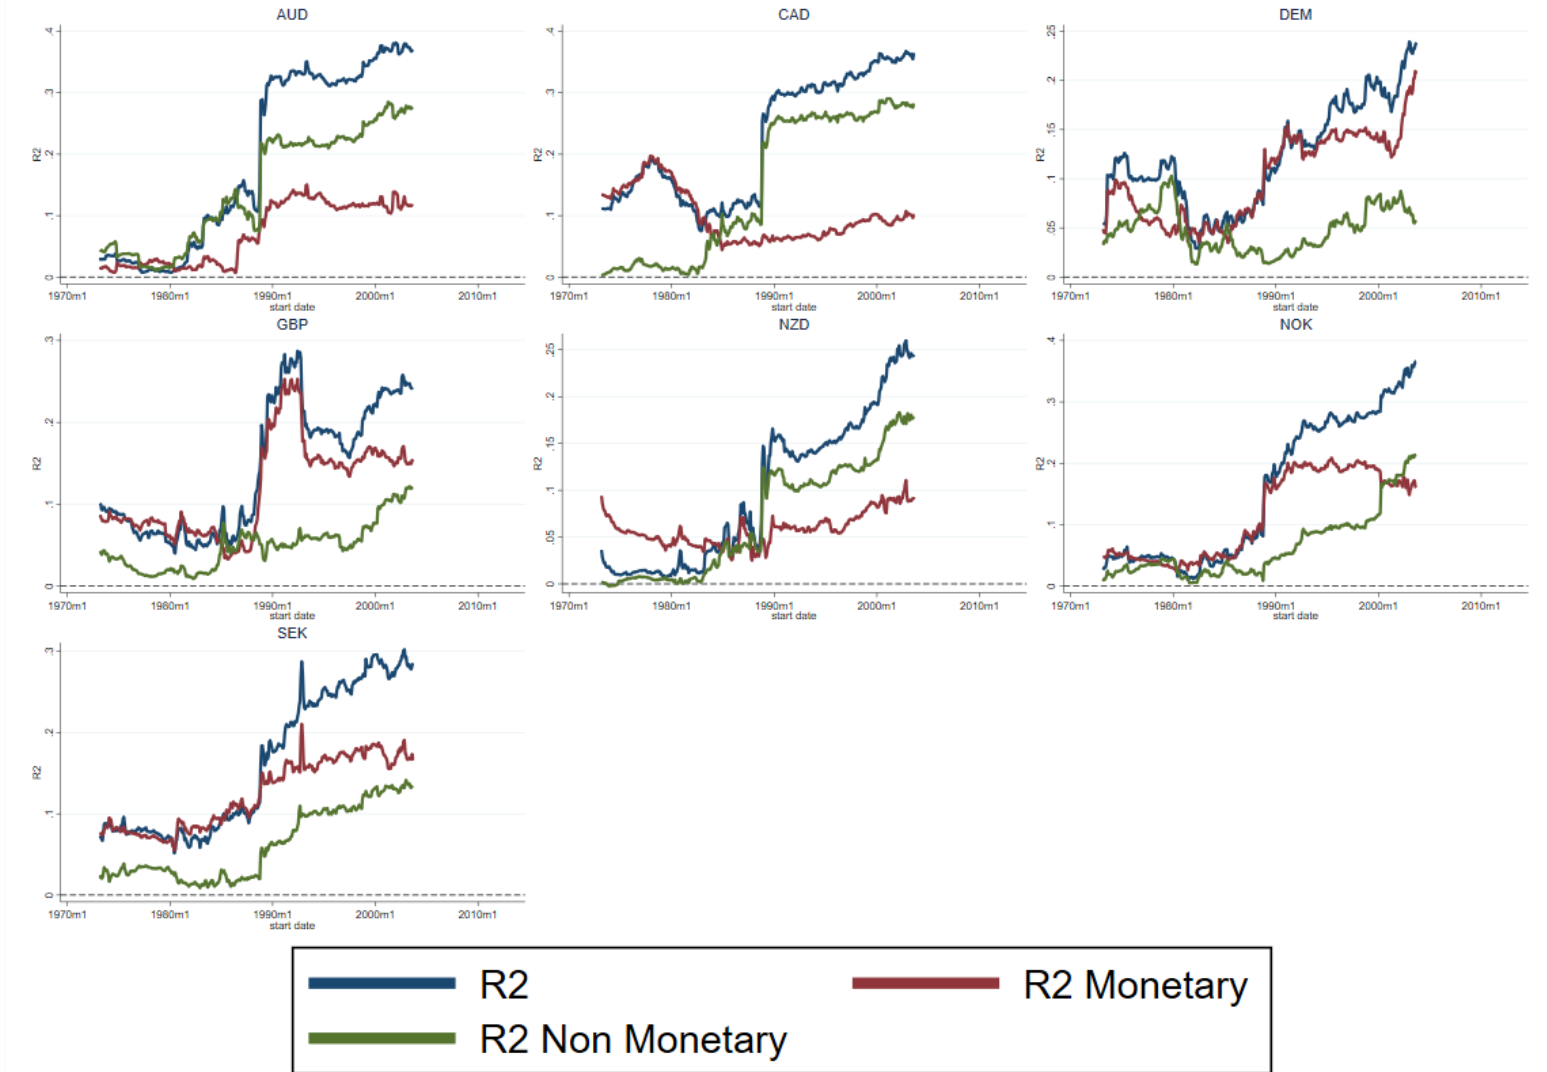 AUD
CAD
DEM
.4
.3
.2
.1
0
R2
1970m1 1980m1 1990m1 2000m1 2010m1
start date
.4
.3
.2
.1
0
R2
1970m1 1980m1 1990m1 2000m1 2010m1
start date
.25
.2
.15
.1
.05
0
R2
1970m1 1980m1 1990m1 2000m1 2010m1
start date
GBP
NZD
NOK
.3
.2
.1
0
R2
1970m1 1980m1 1990m1 2000m1 2010m1
start date
.25
.2
.15
.1
.05
0
R2
1970m1 1980m1 1990m1 2000m1 2010m1
start date
.4
.3
.2
.1
0
R2
1970m1 1980m1 1990m1 2000m1 2010m1
start date
SEK
.3
.2
.1
0
R2
1970m1 1980m1 1990m1 2000m1 2010m1
start date
R2 R2 Monetary
R2 Non Monetary